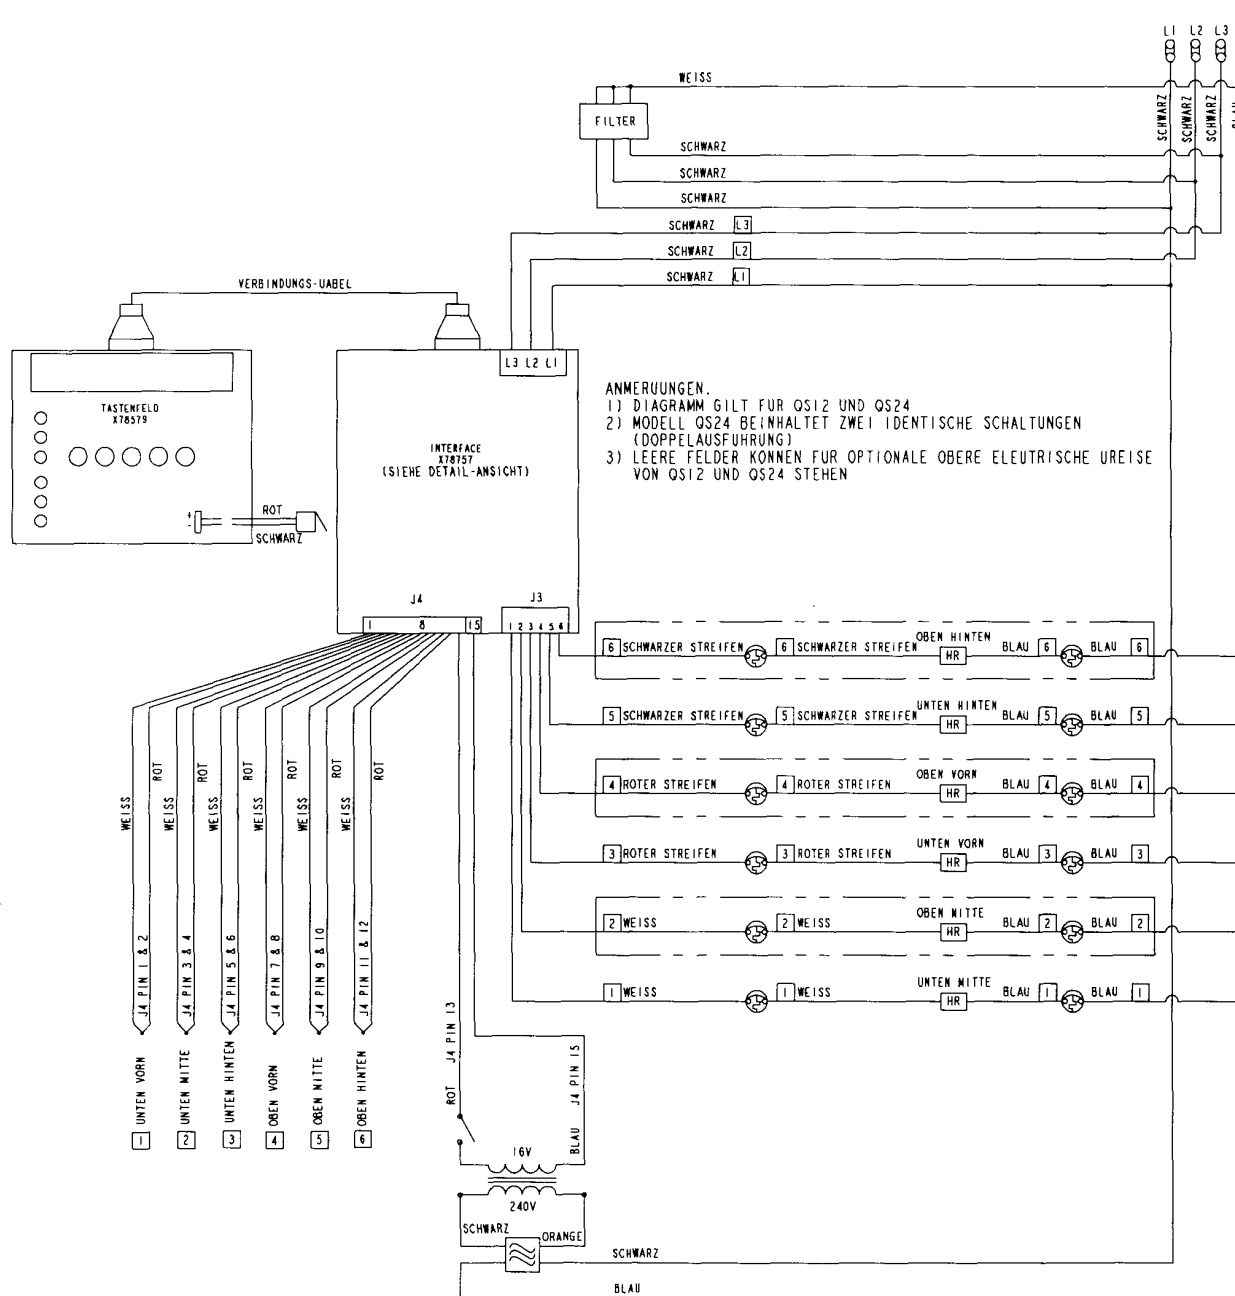 L1 L2 L3
WEISS
SCHWARZ
SCHWARZ
SCHWARZ
FILTER
SCHWARZ
SCHWARZ
SCHWARZ
SCHWARZ L3
SCHWARZ L2
SCHWARZ L1
VERBINDUNGS-UABEL
L3 L2 L1
TASTENFELD
X78579
INTERFACE
X78757
(SIEHE DETAIL-ANSICHT)
ANMERUUNGEN.
1) DIAGRAMM GILT FUR QS12 UND QS24
2) MODELL QS24 BEINHALTET ZWEI IDENTISCHE SCHALTUNGEN
(DOPPELAUSFUHRUNG)
3) LEERE FELDER KONNEN FUR OPTIONALE OBERE ELEUTRISCHE UREISE
VON QS12 UND QS24 STEHEN
+
-
ROT
SCHWARZ
J4
1 8 15
J3
1 2 3 4 5 6
OBEN HINTEN
6 SCHWARZER STREIFEN 6 SCHWARZER STREIFEN HR BLAU 6 BLAU 6
UNTEN HINTEN
5 SCHWARZER STREIFEN 5 SCHWARZER STREIFEN HR BLAU 5 BLAU 5
OBEN VORN
4 ROTER STREIFEN 4 ROTER STREIFEN HR BLAU 4 BLAU 4
UNTEN VORN
3 ROTER STREIFEN 3 ROTER STREIFEN HR BLAU 3 BLAU 3
OBEN MITTE
2 WEISS 2 WEISS HR BLAU 2 BLAU 2
UNTEN MITTE
1 WEISS 1 WEISS HR BLAU 1 BLAU 1
WEISS ROT
WEISS ROT
WEISS ROT
WEISS ROT
WEISS ROT
WEISS ROT
J4 PIN 1 & 2
J4 PIN 3 & 4
J4 PIN 5 & 6
J4 PIN 7 & 8
J4 PIN 9 & 10
J4 PIN 11 & 12
1 UNTEN VORN
2 UNTEN MITTE
3 UNTEN HINTEN
4 OBEN VORN
5 OBEN MITTE
6 OBEN HINTEN
ROT J4 PIN 13
BLAU J4 PIN 15
16V
240V
SCHWARZ
ORANGE
SCHWARZ
BLAU